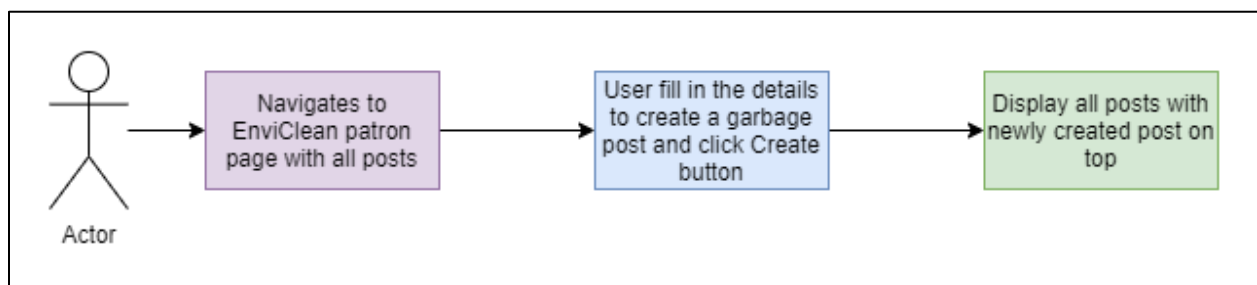 Navigates to
EnviClean patron
page with all posts
User fill in the details
to create a garbage
post and click Create
button
Display all posts with
newly created post on
top
Actor